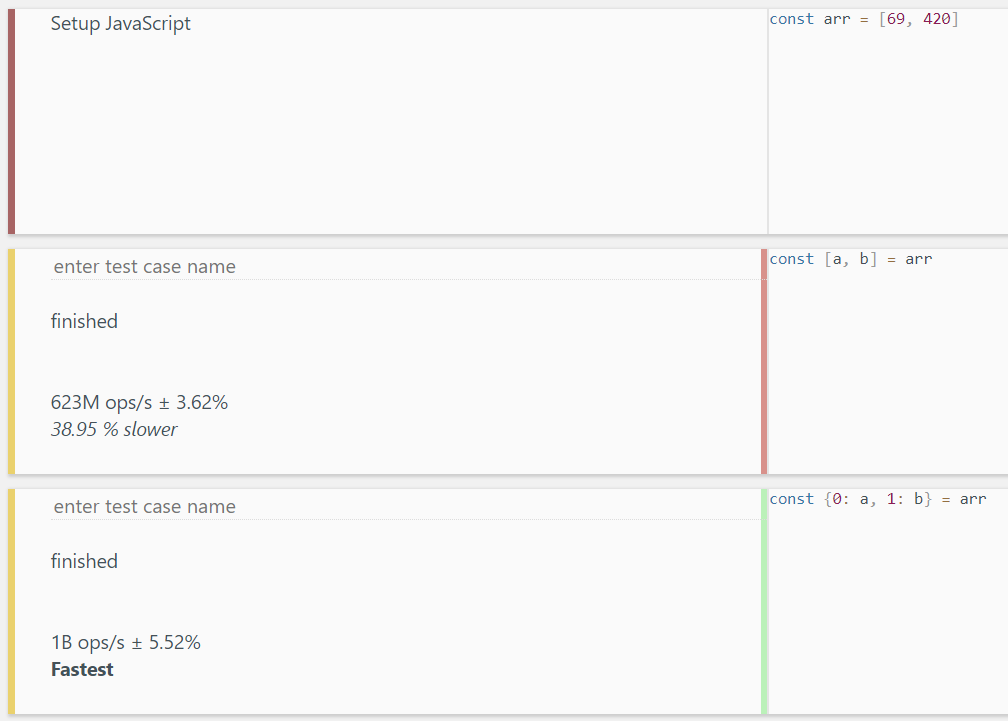 Setup JavaScript
const arr = [69, 420]
enter test case name
const [a, b] = arr
finished
623M ops/s ± 3.62%
38.95 % slower
enter test case name
const {0: a, 1: b} = arr
finished
1B ops/s ± 5.52%
Fastest